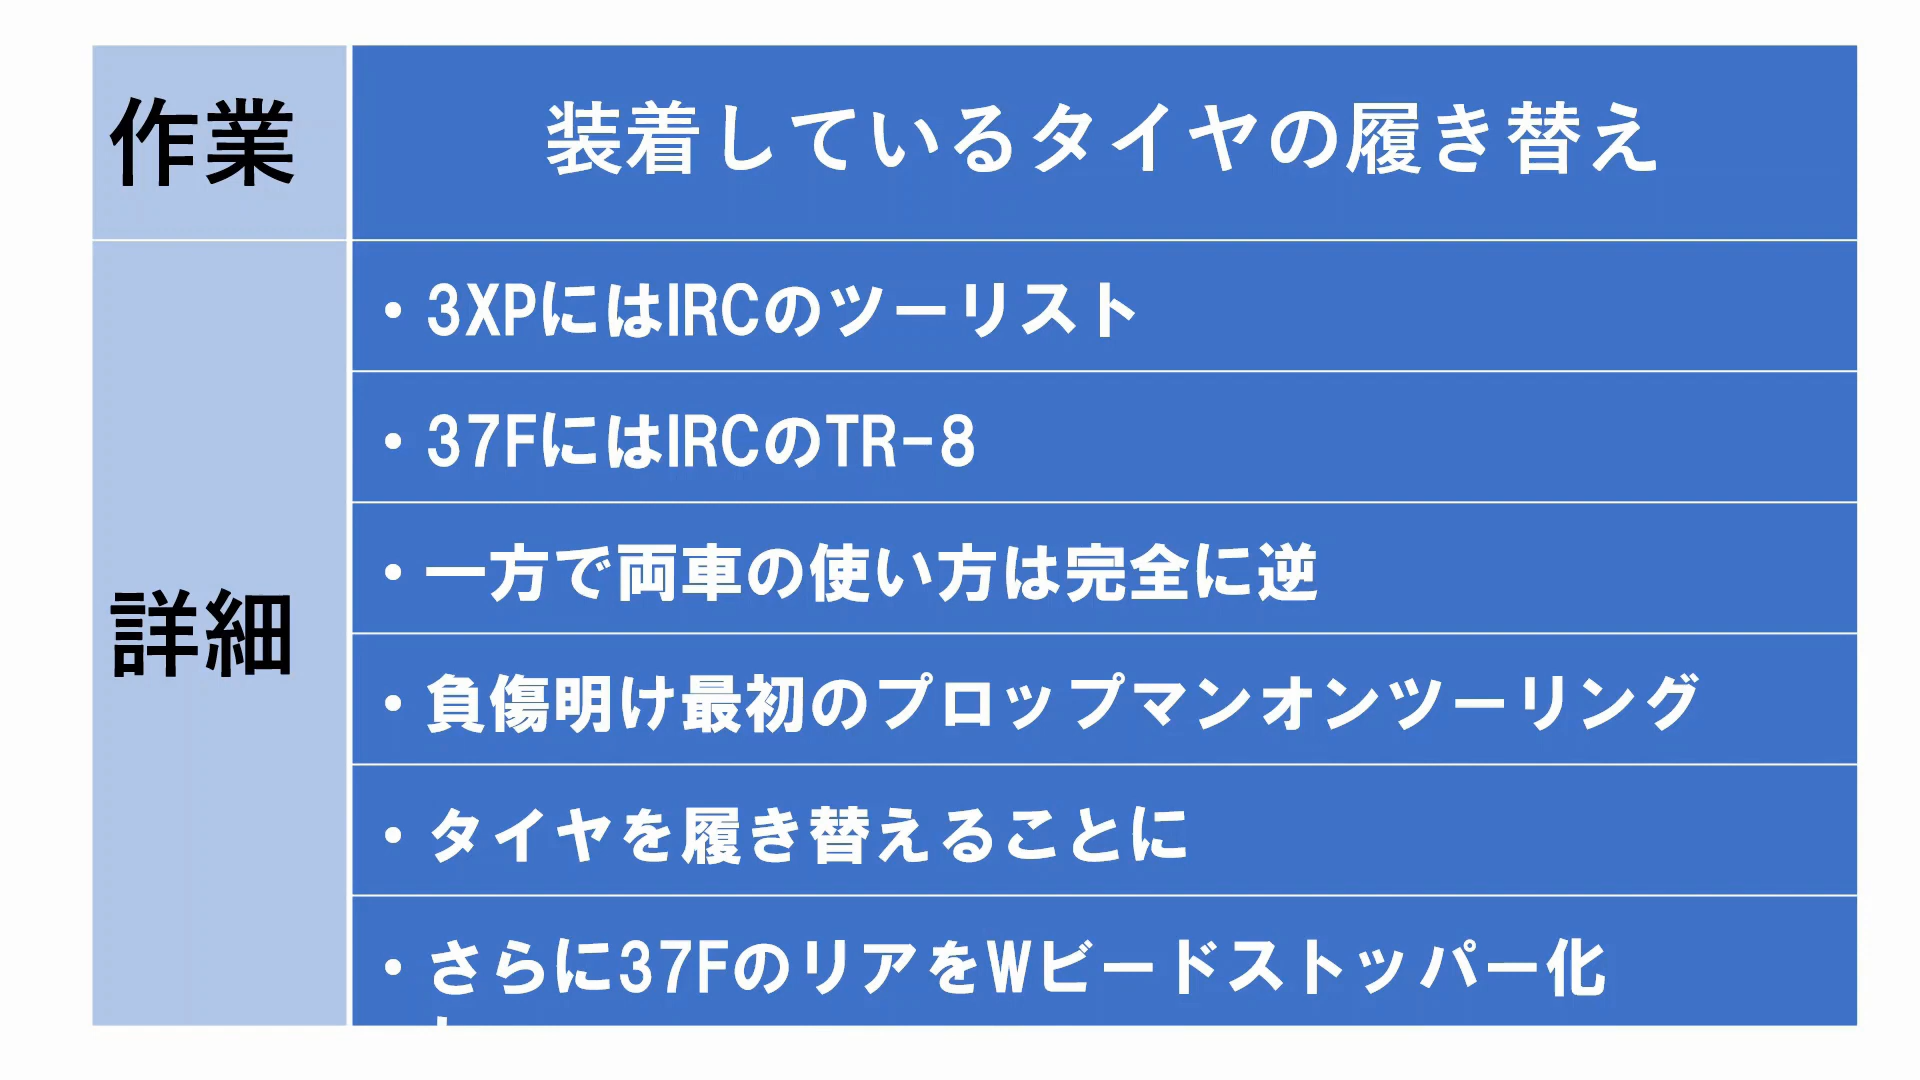 作業
装着しているタイヤの履き替え
詳細
・3XPにはIRCのツーリスト
・37FにはIRCのTR-8
・一方で両車の使い方は完全に逆
・負傷明け最初のプロップマンオンツーリング
・タイヤを履き替えることに
・さらに37FのリアをWビードストッパー化